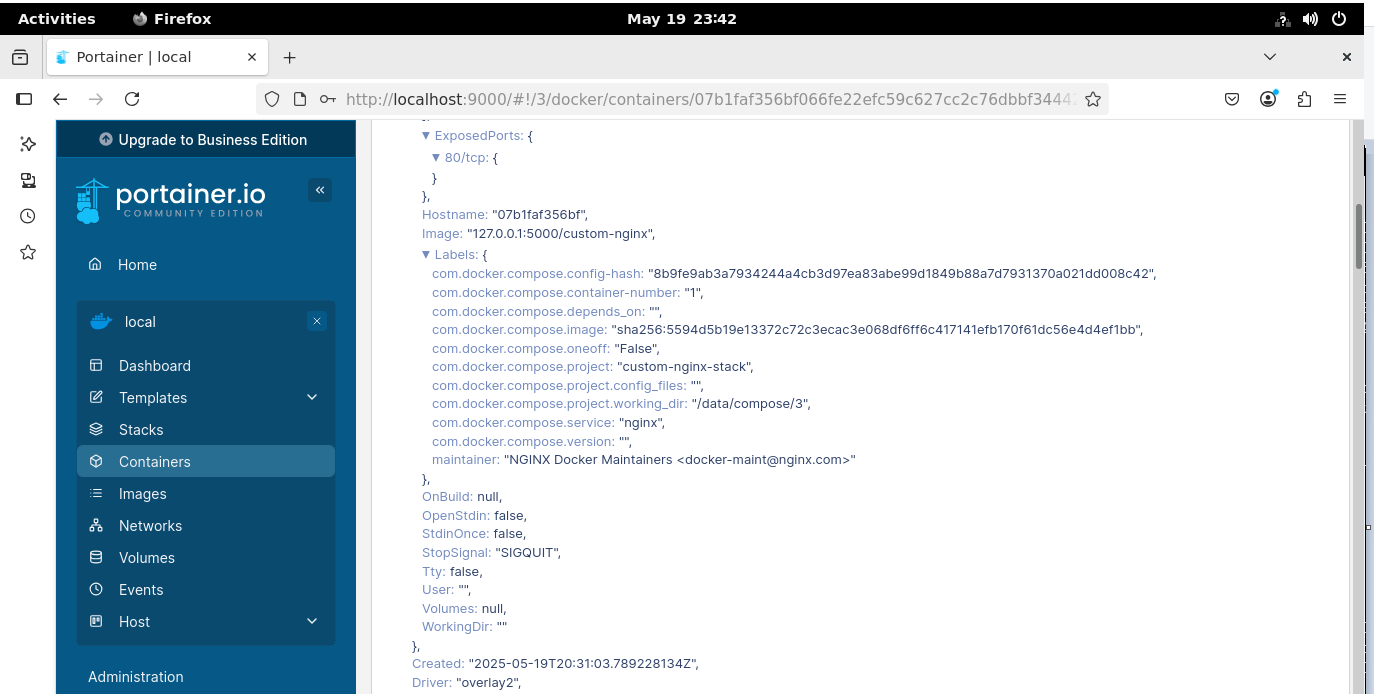 Activities Firefox May 19 23:42
Portainer | local
http://localhost:9000/#!/3/docker/containers/07b1faf356bf066fe22efc59c627cc2c76dbbf34442
Upgrade to Business Edition
portainer.io
COMMUNITY EDITION
Home
local
Dashboard
Templates
Stacks
Containers
Images
Networks
Volumes
Events
Host
Administration
ExposedPorts: {
80/tcp: {
}
},
Hostname: "07b1faf356bf",
Image: "127.0.0.1:5000/custom-nginx",
Labels: {
com.docker.compose.config-hash: "8b9fe9ab3a7934244a4cb3d97ea83abe99d1849b88a7d7931370a021dd008c42",
com.docker.compose.container-number: "1",
com.docker.compose.depends_on: "",
com.docker.compose.image: "sha256:5594d5b19e13372c72c3ecac3e068df6ff6c417141efb170f61dc56e4d4ef1bb",
com.docker.compose.oneoff: "False",
com.docker.compose.project: "custom-nginx-stack",
com.docker.compose.project.config_files: "",
com.docker.compose.project.working_dir: "/data/compose/3",
com.docker.compose.service: "nginx",
com.docker.compose.version: "",
maintainer: "NGINX Docker Maintainers <docker-maint@nginx.com>"
},
OnBuild: null,
OpenStdin: false,
StdinOnce: false,
StopSignal: "SIGQUIT",
Tty: false,
User: "",
Volumes: null,
WorkingDir: ""
},
Created: "2025-05-19T20:31:03.789228134Z",
Driver: "overlay2",